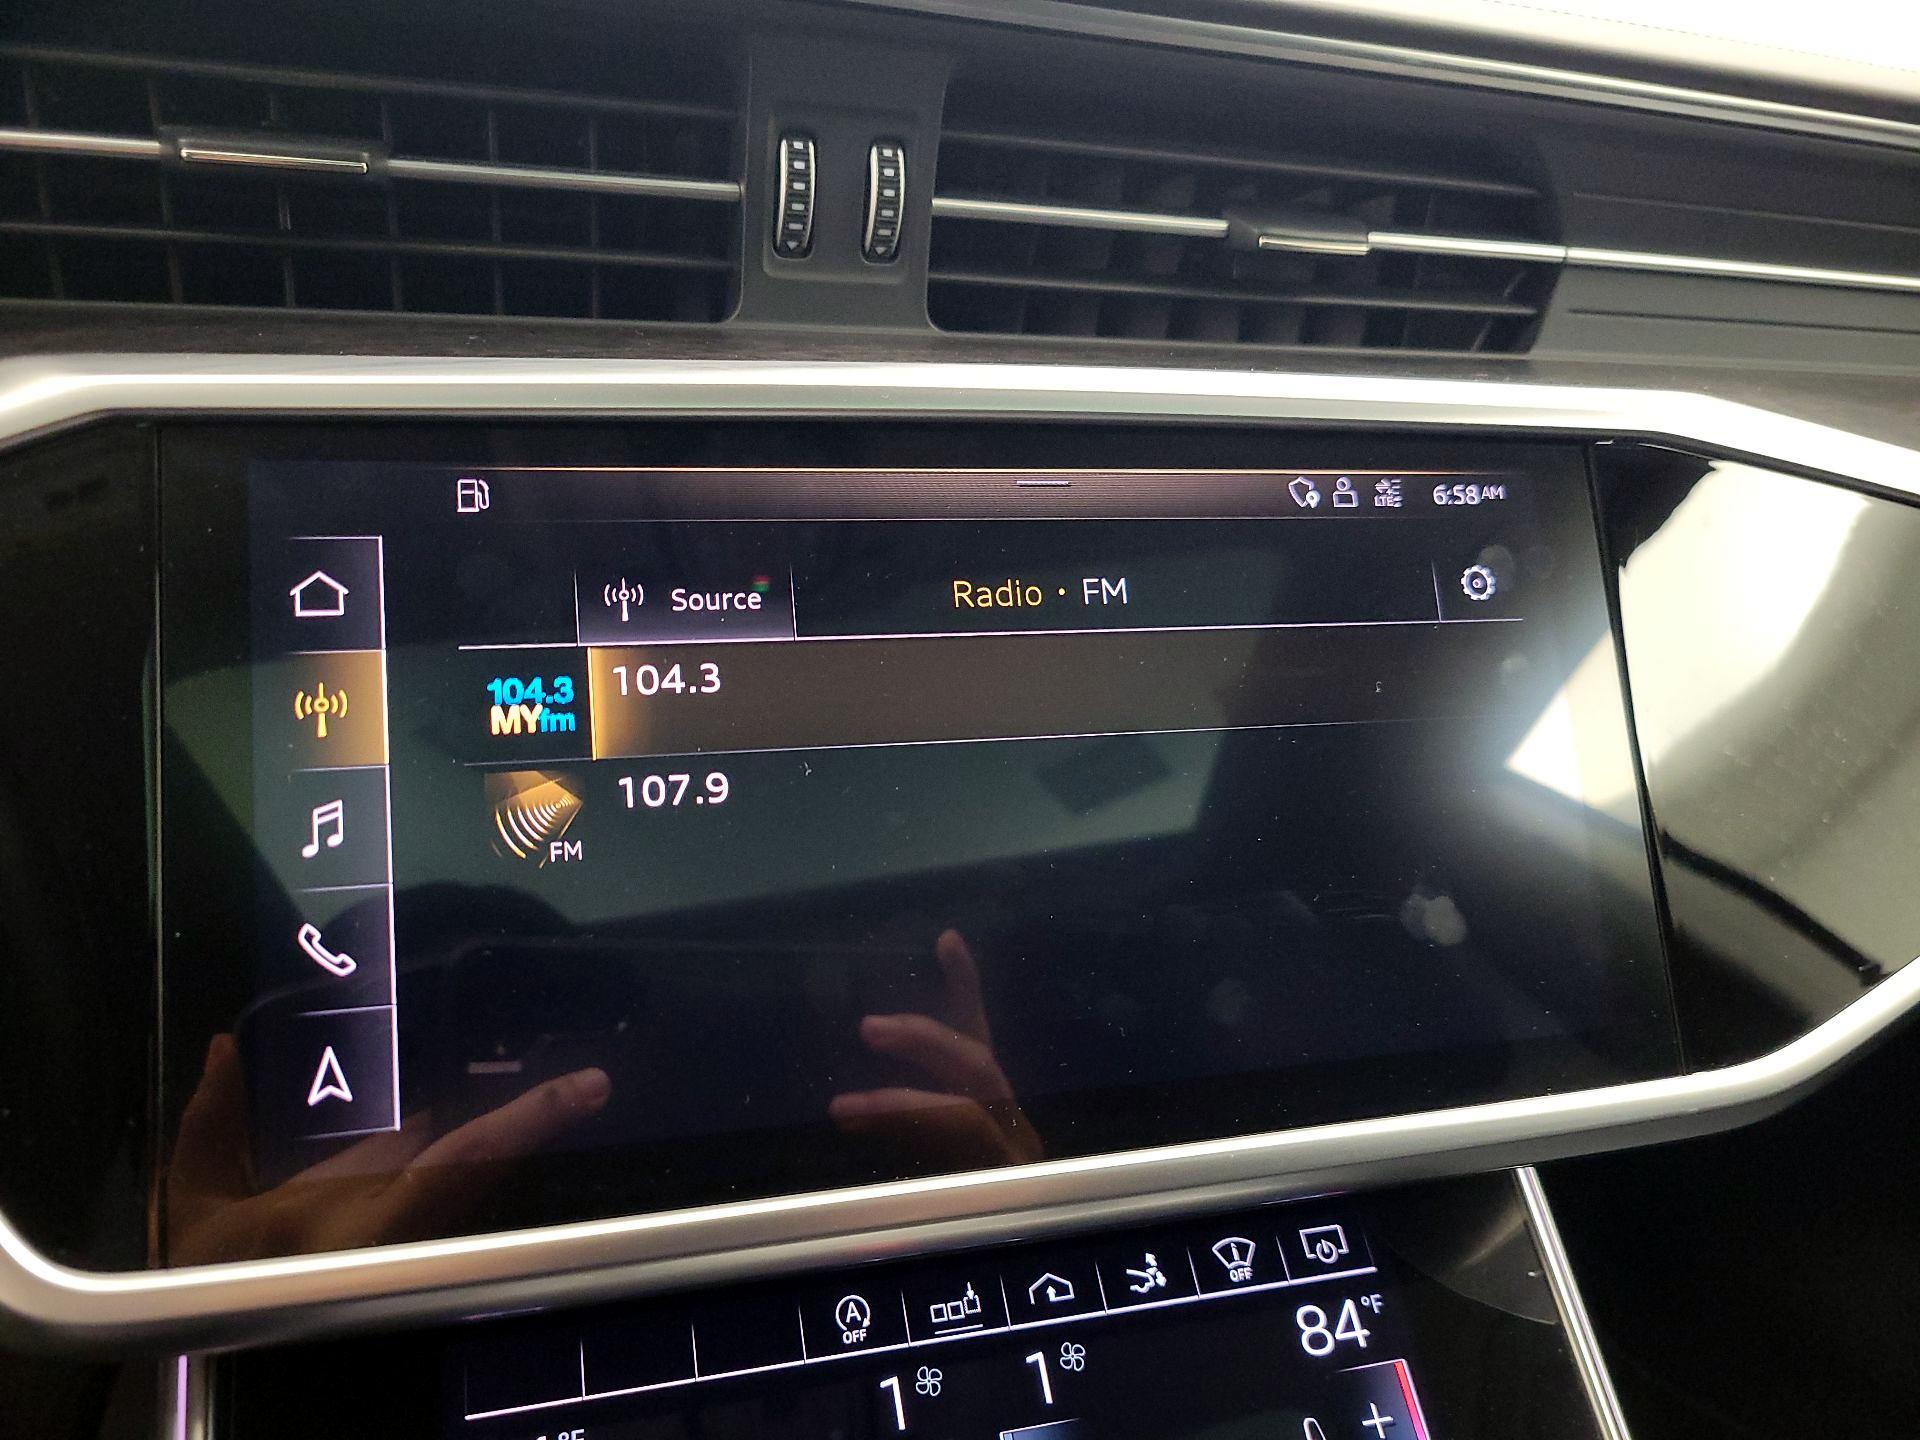 LTE
6:58 AM
Source
Radio • FM
104.3
MYfm
104.3
107.9
FM
A
OFF
OFF
84°F
1
1
°F
+